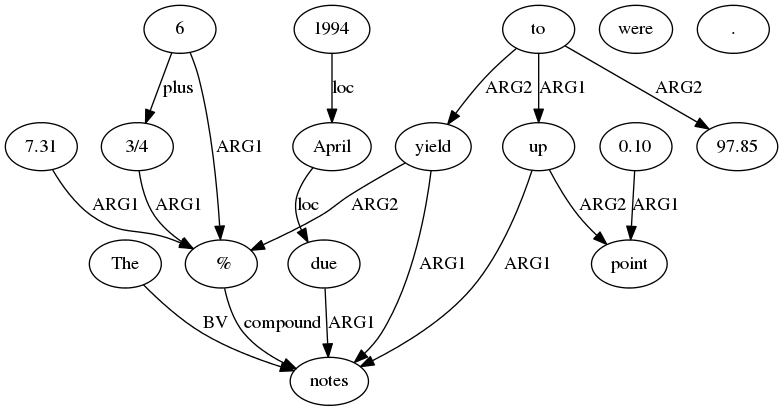 6 1994 to were .
plus loc ARG2 ARG1 ARG2
7.31 3/4 ARG1 April yield up 0.10 97.85
ARG1 ARG1 loc ARG2 ARG2 ARG1
The % due ARG1 ARG1 point
BV compound ARG1
notes